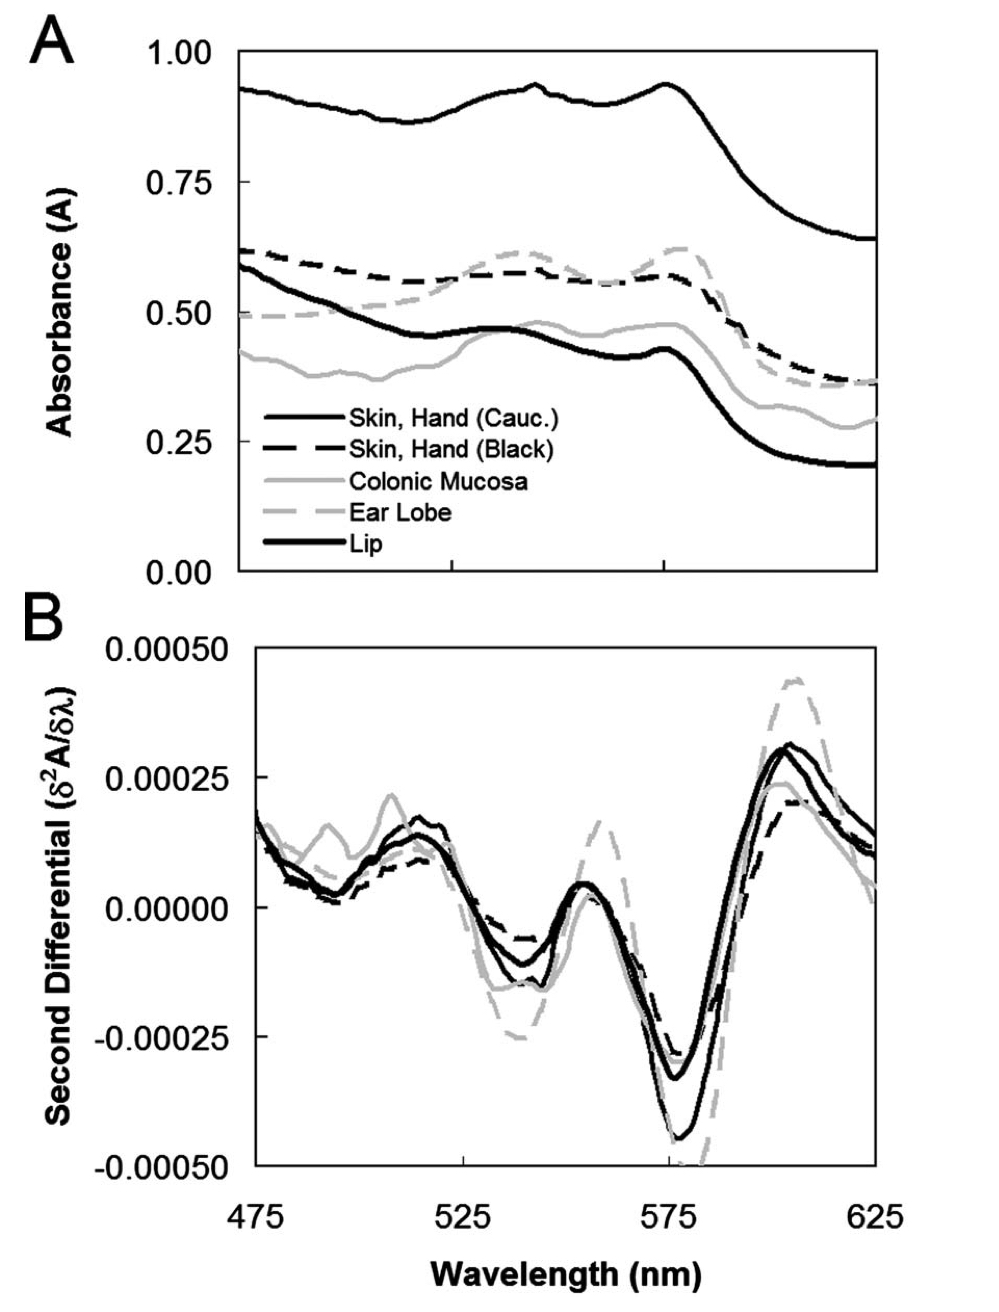 A
1.00
0.75
0.50
0.25
0.00
Absorbance (A)
Skin, Hand (Cauc.)
Skin, Hand (Black)
Colonic Mucosa
Ear Lobe
Lip
B
0.00050
0.00025
0.00000
-0.00025
-0.00050
Second Differential (δ²A/δλ)
475 525 575 625
Wavelength (nm)